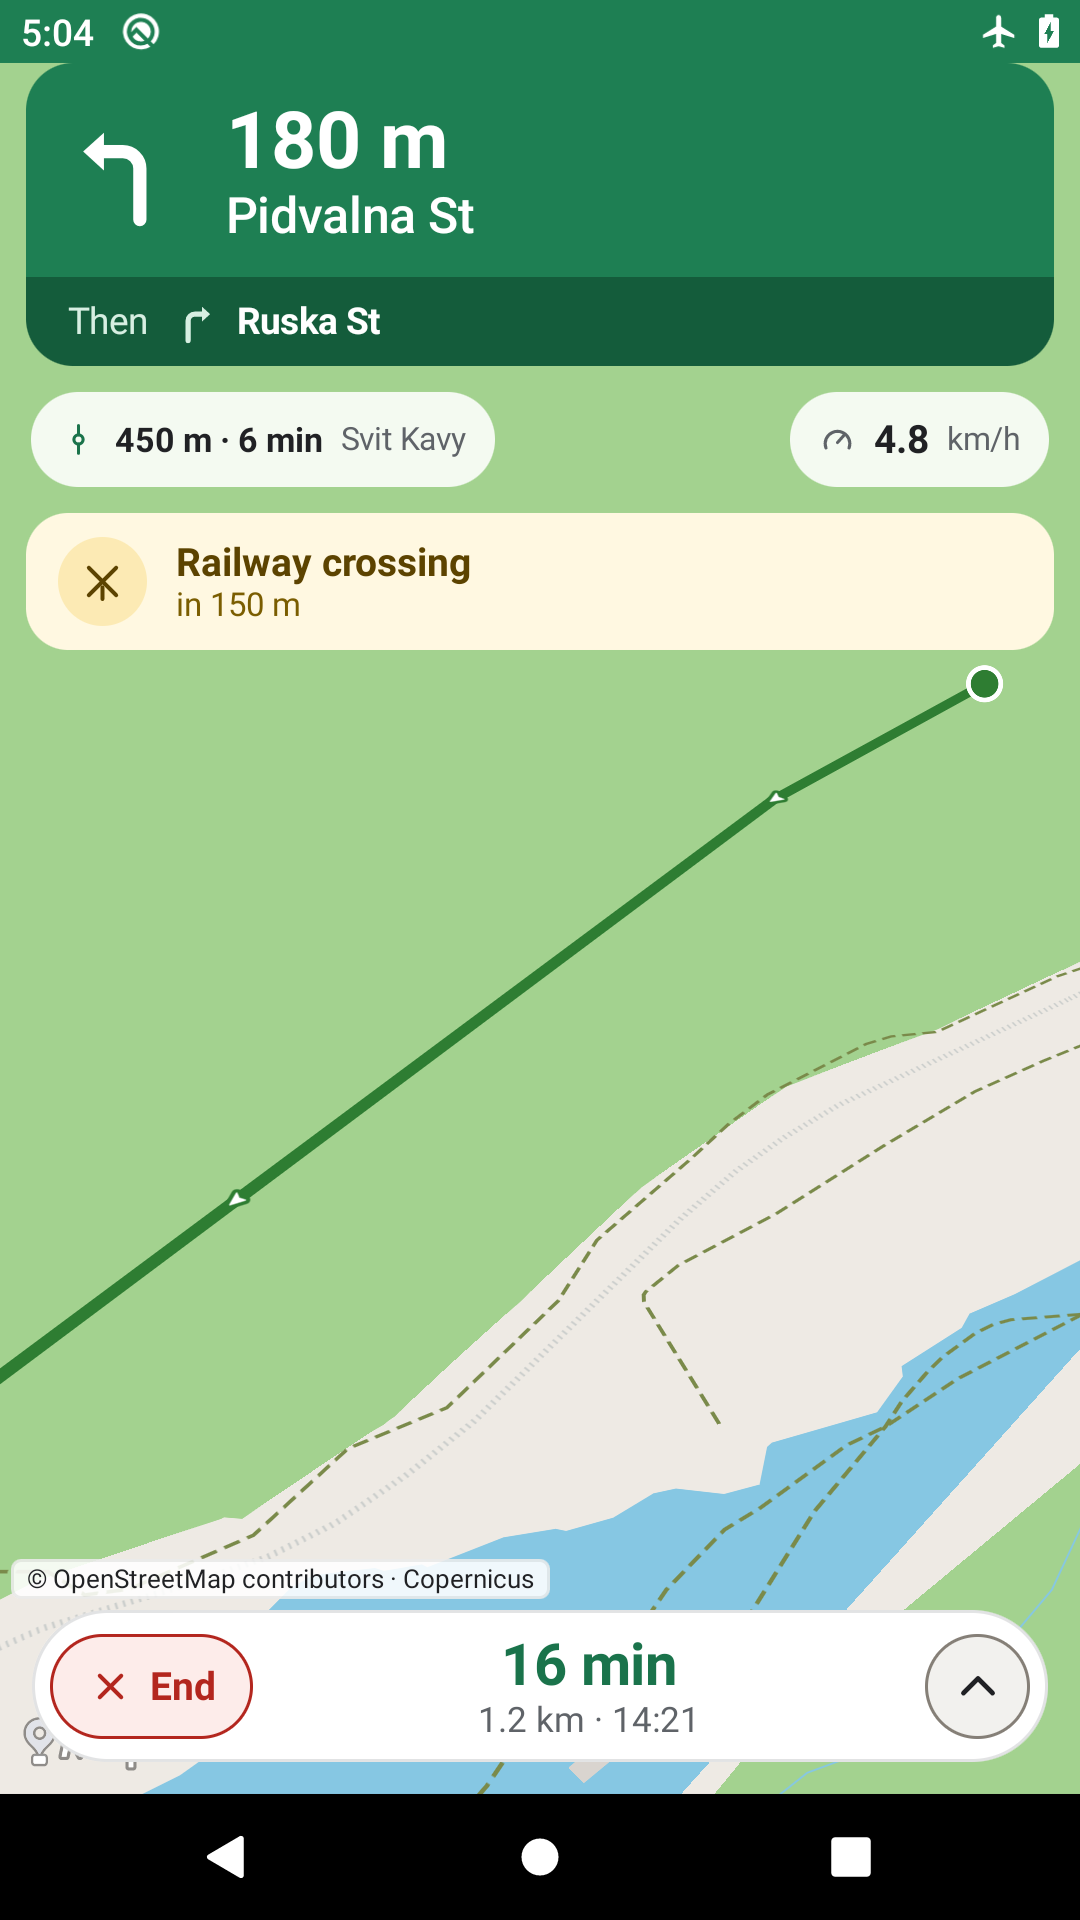 5:04
180 m
Pidvalna St
Then Ruska St
450 m · 6 min Svit Kavy
4.8 km/h
Railway crossing
in 150 m
© OpenStreetMap contributors · Copernicus
End
16 min
1.2 km · 14:21